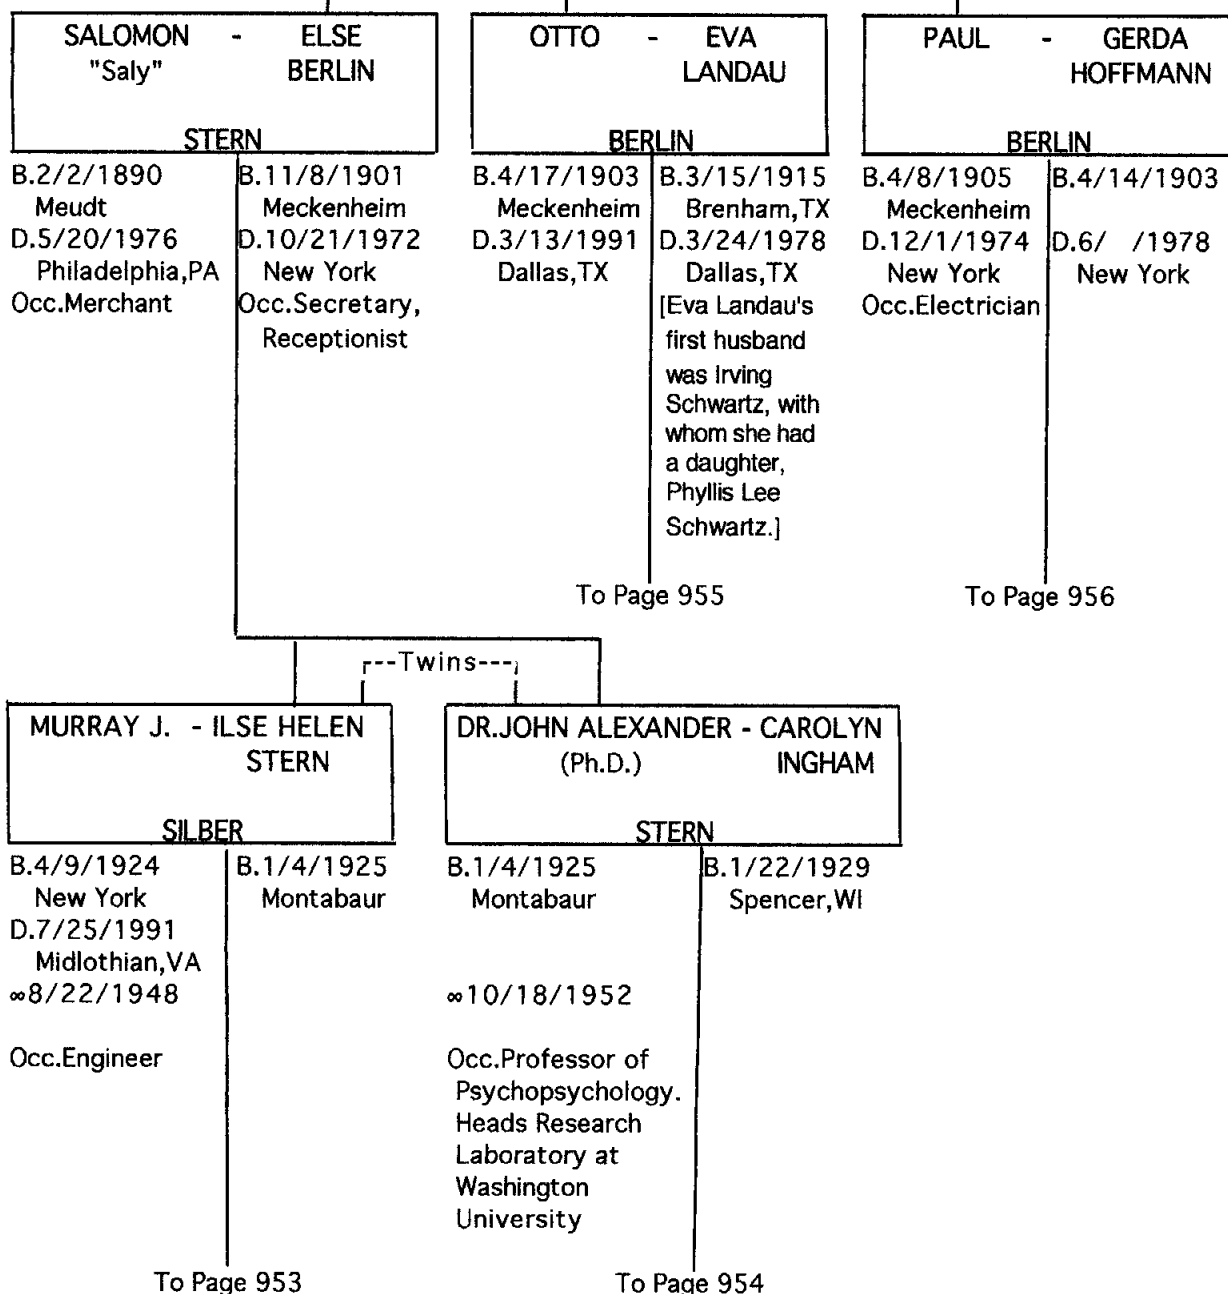 SALOMON - ELSE
"Saly" BERLIN
STERN
B.2/2/1890 B.11/8/1901
Meudt Meckenheim
D.5/20/1976 D.10/21/1972
Philadelphia,PA New York
Occ.Merchant Occ.Secretary,
Receptionist
OTTO - EVA
LANDAU
BERLIN
B.4/17/1903 B.3/15/1915
Meckenheim Brenham,TX
D.3/13/1991 D.3/24/1978
Dallas,TX Dallas,TX
[Eva Landau's
first husband
was Irving
Schwartz, with
whom she had
a daughter,
Phyllis Lee
Schwartz.]
To Page 955
PAUL - GERDA
HOFFMANN
BERLIN
B.4/8/1905 B.4/14/1903
Meckenheim
D.12/1/1974 D.6/ /1978
New York New York
Occ.Electrician
To Page 956
---Twins---
MURRAY J. - ILSE HELEN
STERN
SILBER
B.4/9/1924 B.1/4/1925
New York Montabaur
D.7/25/1991
Midlothian,VA
∞8/22/1948
Occ.Engineer
To Page 953
DR.JOHN ALEXANDER - CAROLYN
(Ph.D.) INGHAM
STERN
B.1/4/1925 B.1/22/1929
Montabaur Spencer,WI
∞10/18/1952
Occ.Professor of
Psychopsychology.
Heads Research
Laboratory at
Washington
University
To Page 954